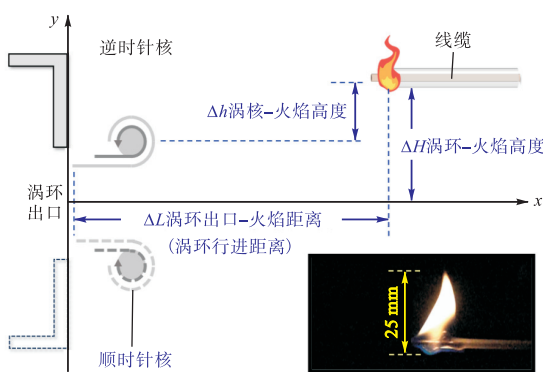 y
逆时针核
线缆
Δh涡核–火焰高度
ΔH涡环–火焰高度
涡环
出口
x
ΔL涡环出口–火焰距离
(涡环行进距离)
25 mm
顺时针核